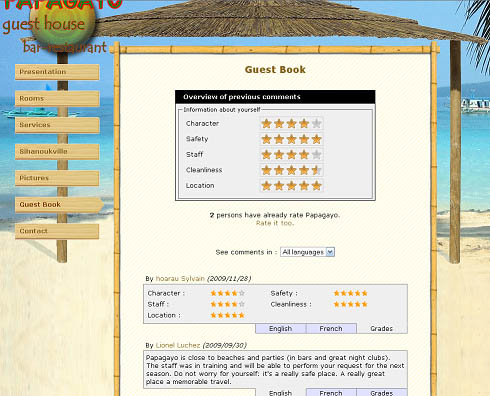 PAPAGAYO
guest house
bar restaurant
Presentation
Rooms
Services
Sihanoukville
Pictures
Guest Book
Contact
Guest Book
Overview of previous comments
Information about yourself
Character
Safety
Staff
Cleanliness
Location
2 persons have already rate Papagayo.
Rate it too.
See comments in : All languages
By hoarau Sylvain (2009/11/28)
Character : Safety :
Staff : Cleanliness :
Location :
English French Grades
By Lionel Luchez (2009/09/30)
Papagayo is close to beaches and parties (in bars and great night clubs).
The staff was in training and will be able to perform your request for the next
season. Do not worry for yourself: it's a really safe place. A really great
place a memorable travel.
English French Grades